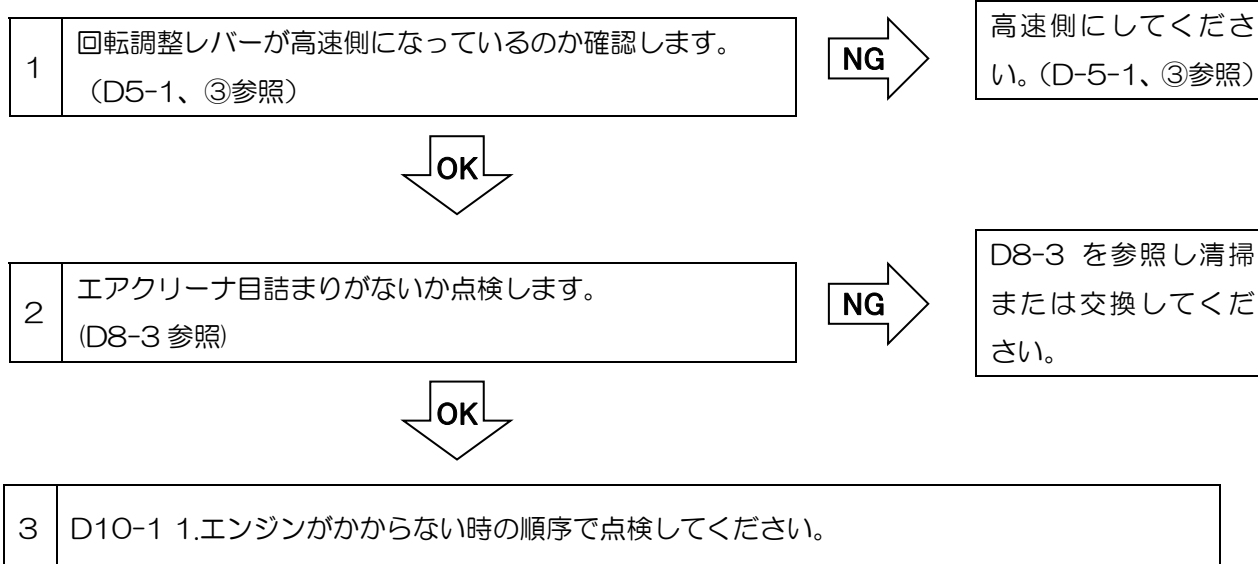 1
回転調整レバーが高速側になっているのか確認します。
（D5-1、③参照）
NG
高速側にしてくださ
い。（D-5-1、③参照）
OK
2
エアクリーナ目詰まりがないか点検します。
(D8-3 参照)
NG
D8-3 を参照し清掃
または交換してくだ
さい。
OK
3
D10-1 1.エンジンがかからない時の順序で点検してください。